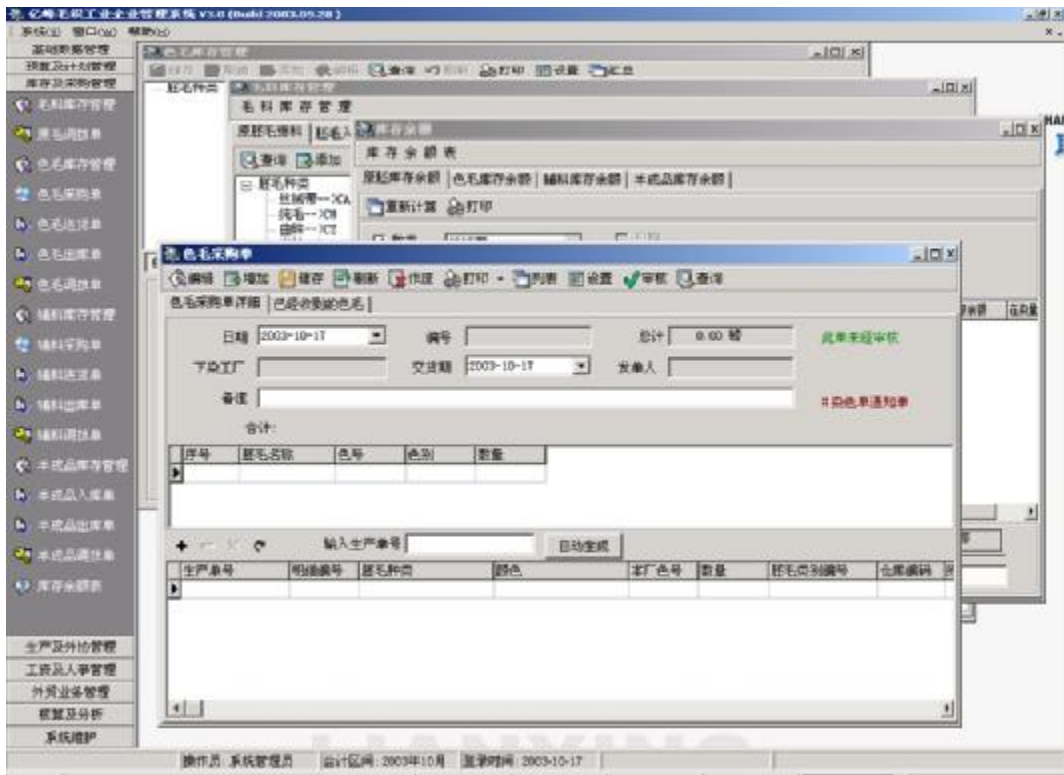 毛织工业企业管理系统 V3.0 (Build 2003.09.28)
系统(S) 窗口(W) 帮助(H)
基础数据管理
预算及计划管理
库存及采购管理
毛料库存管理
原毛调拨单
色毛库存管理
色毛采购单
色毛送货单
色毛出库单
色毛调拨单
辅料库存管理
辅料采购单
辅料送货单
辅料出库单
辅料调拨单
半成品库存管理
半成品入库单
半成品出库单
半成品调拨单
库存余额表
生产及外协管理
工资及人事管理
外贸业务管理
核算及分析
系统维护
色毛库存管理
查询 打印 设置 汇总
胚毛种类
毛料库存管理
毛料库存管理
查询 添加
胚毛种类
库存余额
库存余额表
原胚库存余额 色毛库存余额 辅料库存余额 半成品库存余额
重新计算 打印
色毛采购单
编辑 增加 储存 刷新 作废 打印 列表 设置 审核 查询
色毛采购单详细 已经收到的色毛
日期 2003-10-17 编号 总计 0.00 磅 此单未经审核
下染工厂 交货期 2003-10-17 发单人
备注 #染色单通知单
合计:
序号 胚毛名称 色号 色别 数量
输入生产单号 自动生成
生产单号 明细编号 胚毛种类 颜色 本厂色号 数量 胚毛类别编号 仓库编码
操作员 系统管理员 会计区间:2003年10月 登录时间:2003-10-17